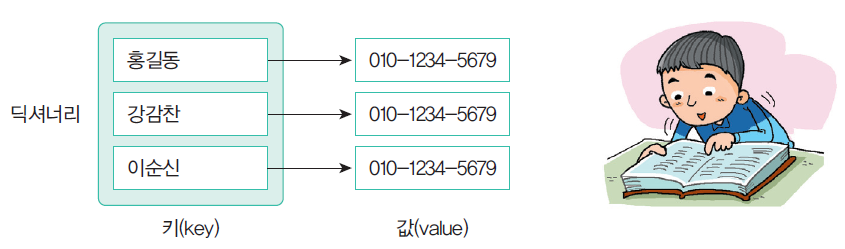 홍길동 010-1234-5679
딕셔너리 강감찬 010-1234-5679
이순신 010-1234-5679
키(key) 값(value)